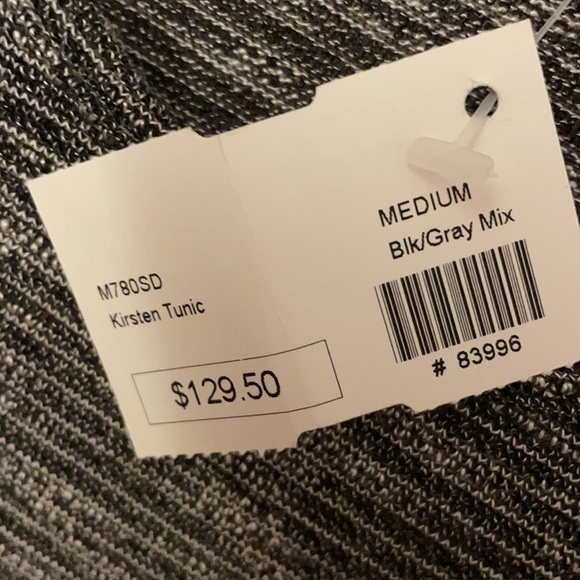 MEDIUM
Blk/Gray Mix
# 83996
M780SD
Kirsten Tunic
$129.50